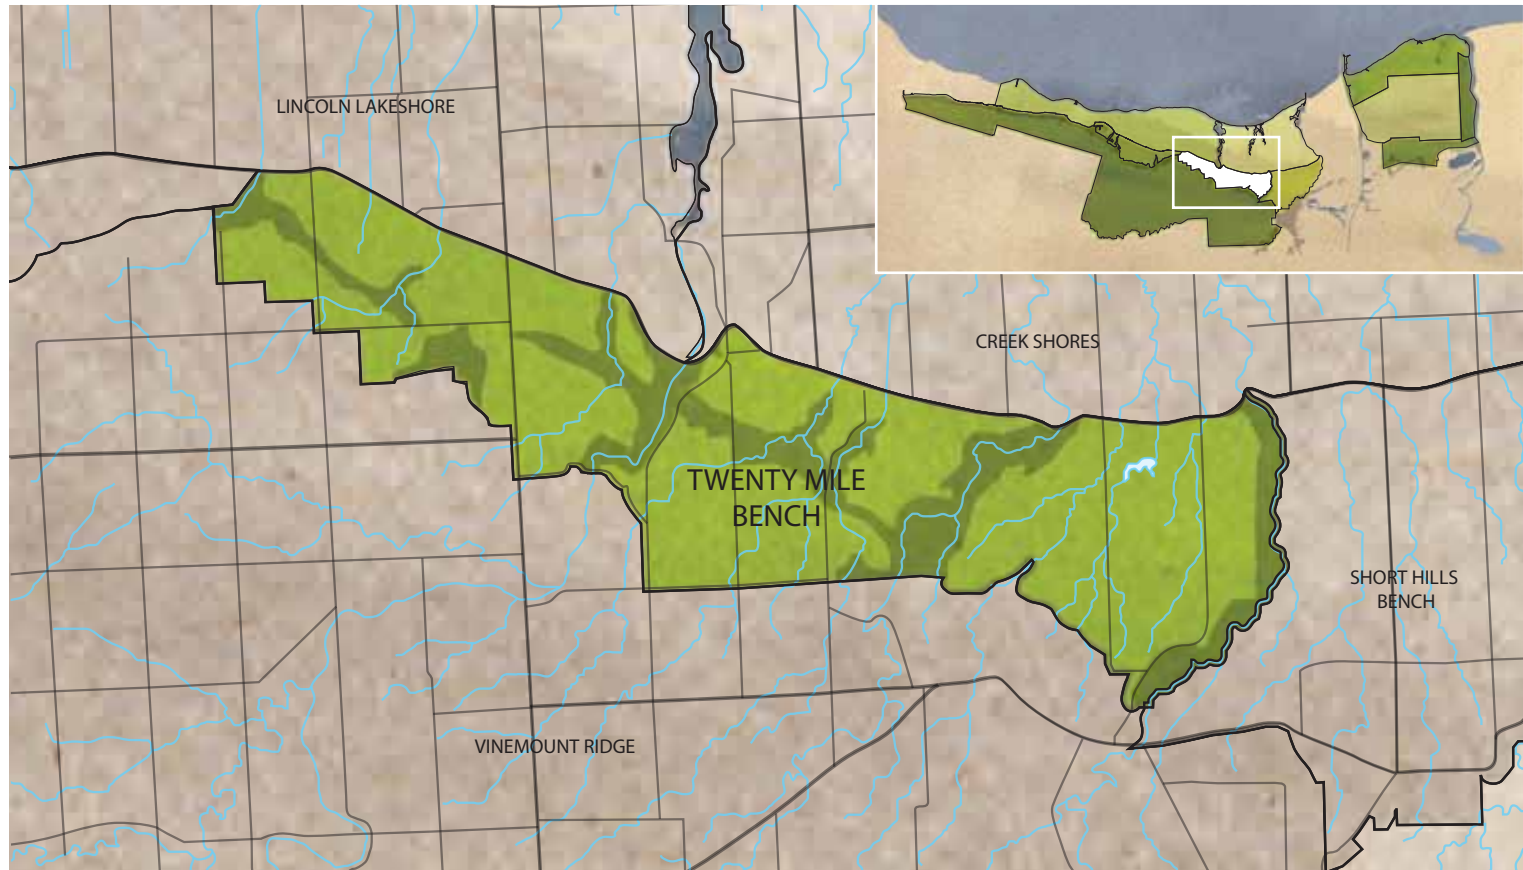 LINCOLN LAKESHORE
CREEK SHORES
TWENTY MILE
BENCH
SHORT HILLS
BENCH
VINEMOUNT RIDGE